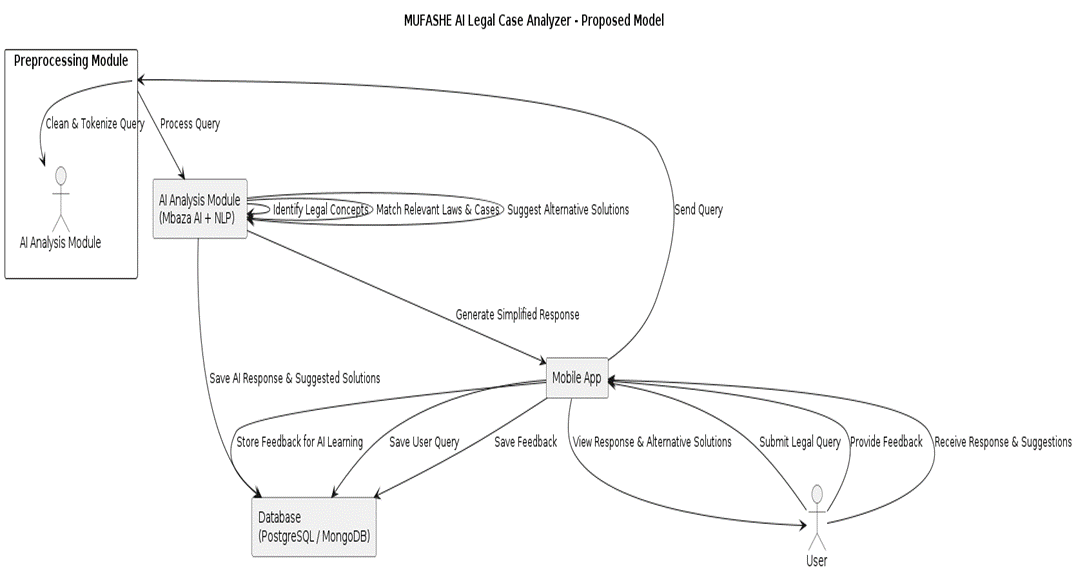 MUFASHE AI Legal Case Analyzer - Proposed Model
Preprocessing Module
Clean & Tokenize Query
Process Query
AI Analysis Module
AI Analysis Module
(Mbaza AI + NLP)
Identify Legal Concepts
Match Relevant Laws & Cases
Suggest Alternative Solutions
Send Query
Generate Simplified Response
Mobile App
Save AI Response & Suggested Solutions
Store Feedback for AI Learning
Save User Query
Save Feedback
View Response & Alternative Solutions
Submit Legal Query
Provide Feedback
Receive Response & Suggestions
Database
(PostgreSQL / MongoDB)
User